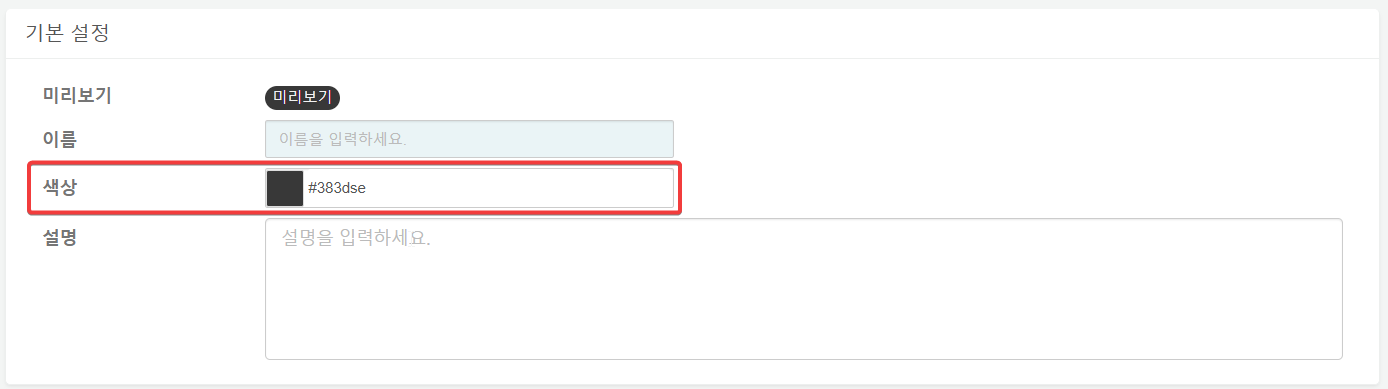 기본 설정
미리보기 미리보기
이름 이름을 입력하세요.
색상 #383dse
설명 설명을 입력하세요.